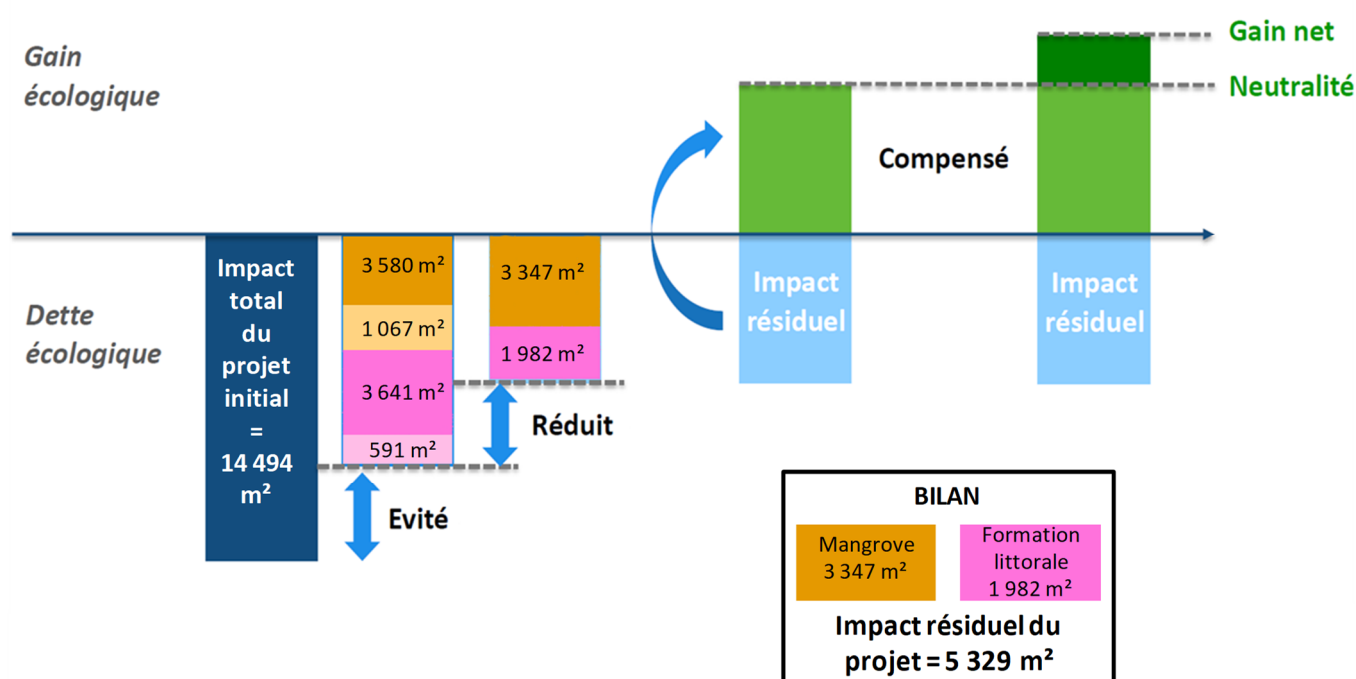 Gain
écologique
Gain net
Neutralité
Compensé
Impact
total
du
projet
initial
=
14 494
m²
3 580 m²
1 067 m²
3 641 m²
591 m²
3 347 m²
1 982 m²
Impact
résiduel
Impact
résiduel
Dette
écologique
Réduit
Evité
BILAN
Mangrove
3 347 m²
Formation
littorale
1 982 m²
Impact résiduel du
projet = 5 329 m²